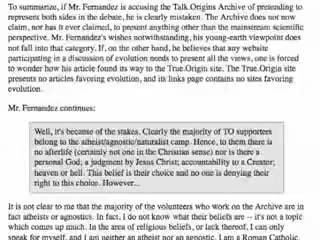 To summarize, if Mr. Fernandez is accusing the Talk.Origins Archive of pretending to
represent both sides in the debate, he is clearly mistaken. The Archive does not now
claim, nor has it ever claimed, to present anything other than the mainstream scientific
perspective. Mr. Fernandez's wishes notwithstanding, his young-earth viewpoint does
not fall into that category. If, on the other hand, he believes that any website
participating in a discussion of evolution needs to present all the views, one is forced
to wonder how his article found its way to the True.Origin site. The True.Origin site
presents no articles favoring evolution, and its links page contains no sites favoring
evolution.
Mr. Fernandez continues:
Well, it's because of the stakes. Clearly the majority of TO supporters
belong to the atheist/agnostic/naturalist camp. Hence, to them there is
no afterlife (certainly not one in the Christian sense) nor is there a
personal God; a judgment by Jesus Christ; accountability to a Creator;
heaven or hell. This belief is their choice and no one is denying their
right to this choice. However...
It is not clear to me that the majority of the volunteers who work on the Archive are in
fact atheists or agnostics. In fact, I do not know what their beliefs are -- it's not a topic
which comes up much. In the area of religious beliefs, or lack thereof, I can only
speak for myself, and I am neither an atheist nor an agnostic. I am a Roman Catholic.